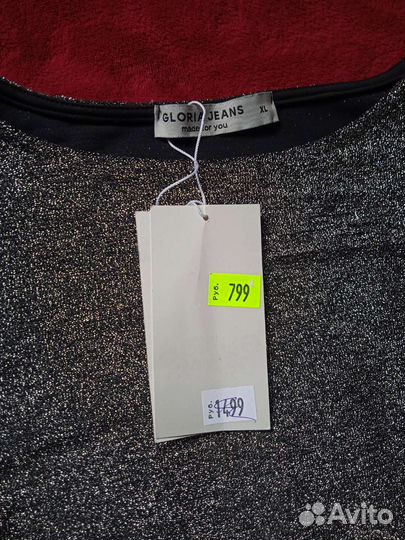 GLORIA JEANS
made for you
XL
Руб. 799
Руб. 1499
Avito